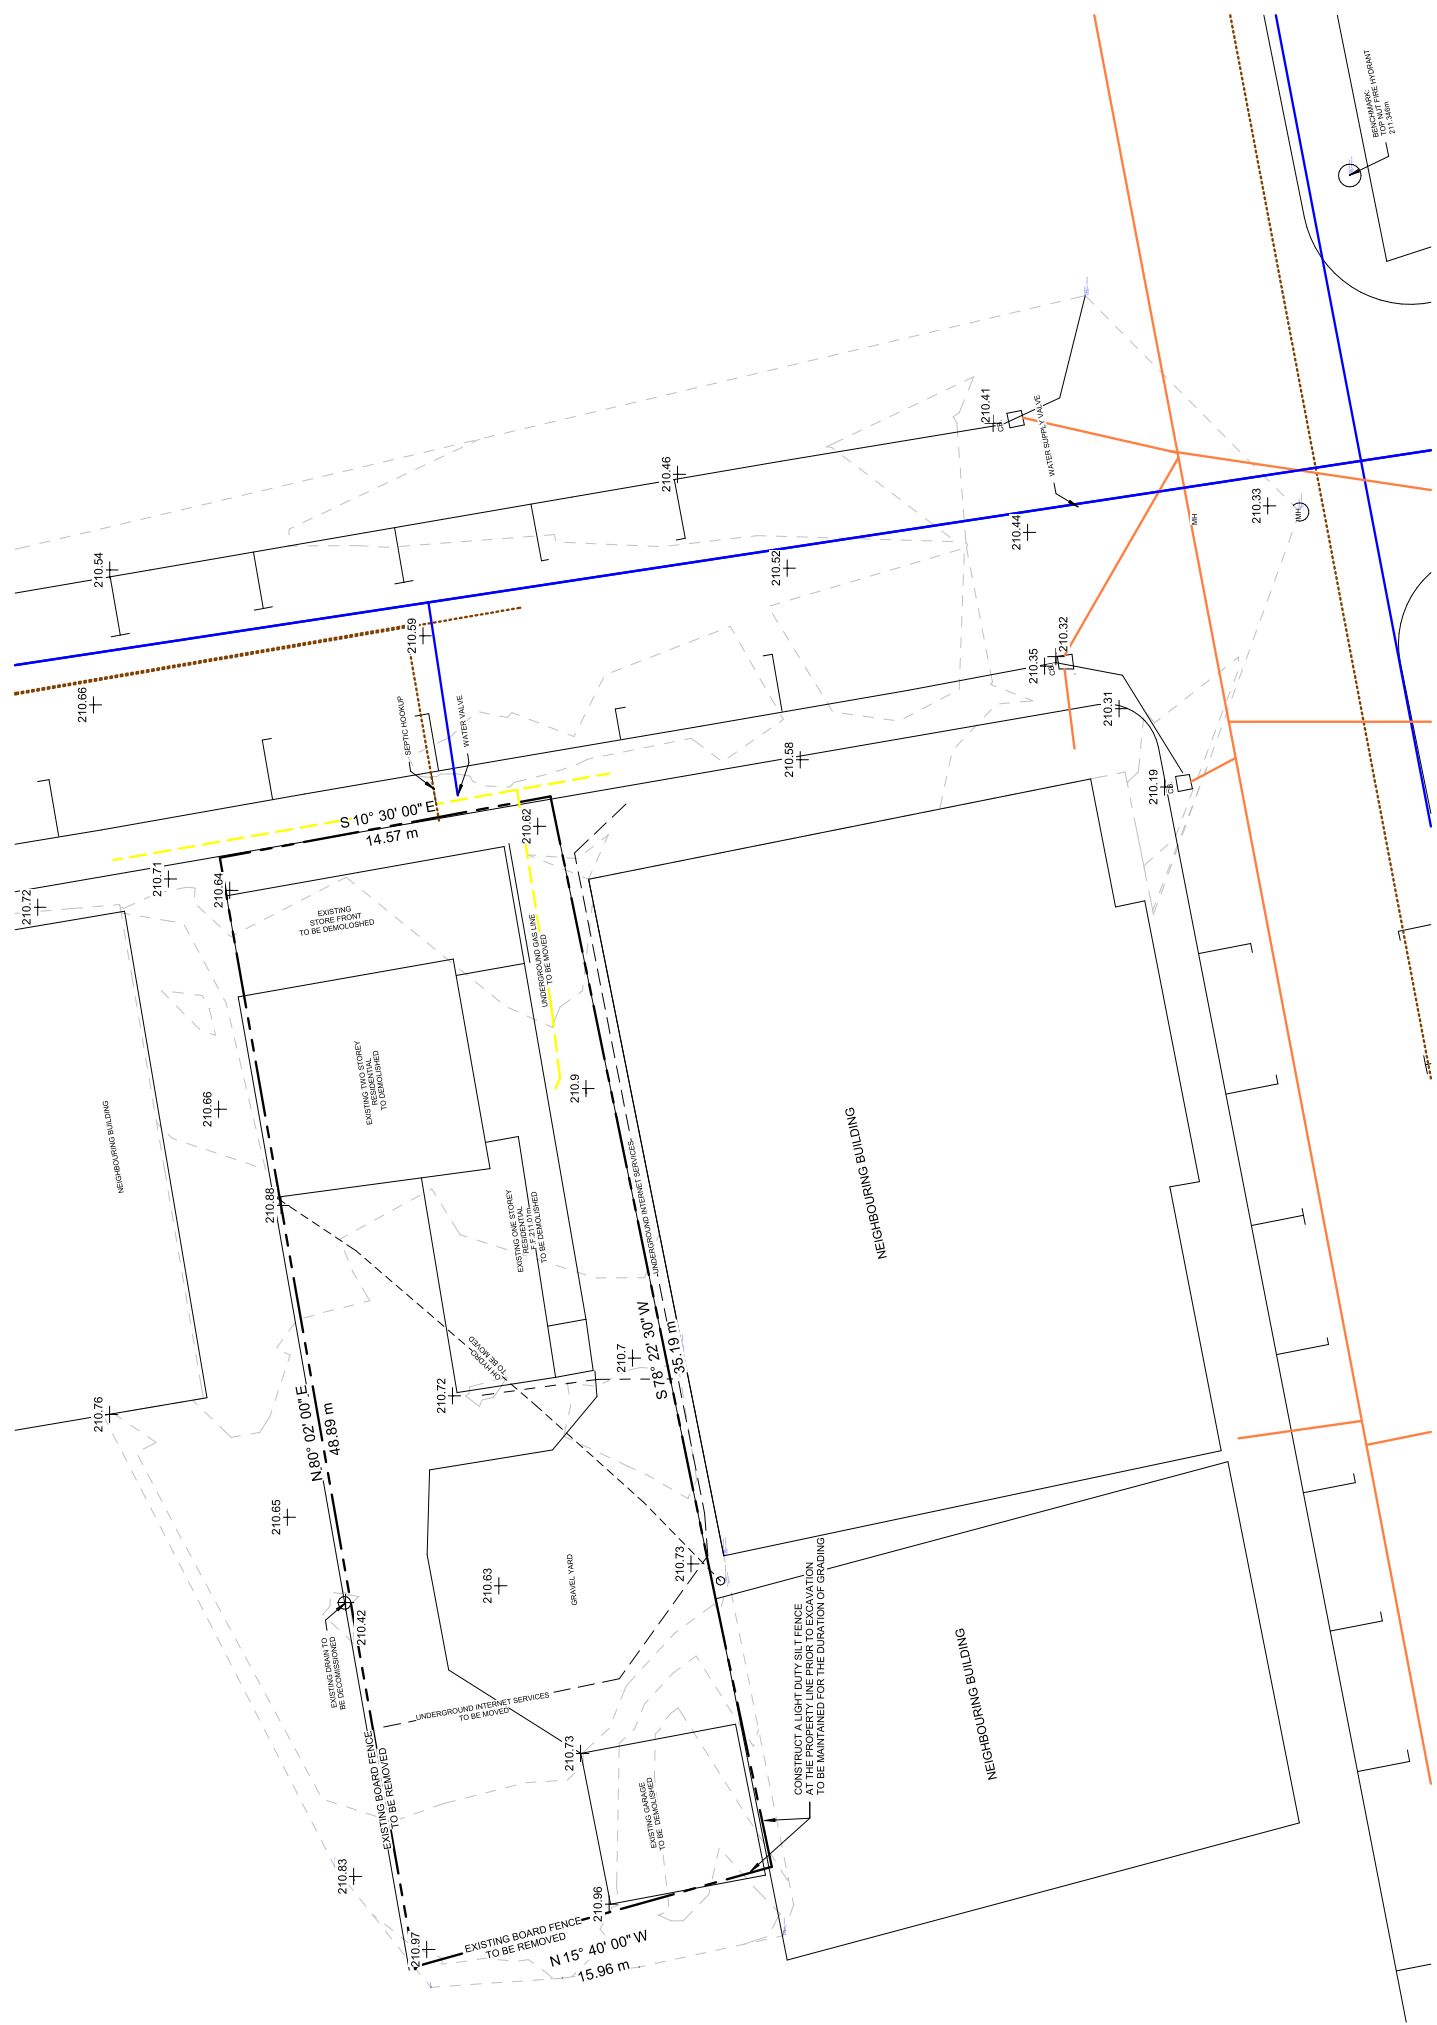 BENCHMARK:
TOP NUT FIRE HYDRANT
211.346m
210.41
CB.
WATER SUPPLY VALVE
210.46
210.54
210.33
MH
MH
210.44
210.52
210.59
210.32
210.35
CB.
210.31
210.66
SEPTIC HOOKUP
WATER VALVE
210.58
210.19
CB.
S 10° 30' 00" E
14.57 m
210.62
210.71
210.64
210.72
EXISTING
STORE FRONT
TO BE DEMOLOSHED
UNDERGROUND GAS LINE
TO BE MOVED
EXISTING TWO STOREY
RESIDENTIAL
TO DEMOLISHED
210.9
210.66
NEIGHBOURING BUILDING
NEIGHBOURING BUILDING
UNDERGROUND INTERNET SERVICES
210.88
EXISTING ONE STOREY
RESIDENTIAL
F.F.211.01m
TO BE DEMOLISHED
OH HYDRO
TO BE MOVED
210.7
S 78° 22' 30" W
35.19 m
210.72
N 80° 02' 00" E
48.89 m
210.76
210.65
210.63
GRAVEL YARD
210.73
210.42
EXISTING DRAIN TO
BE DECOMISSIONED
CONSTRUCT A LIGHT DUTY SILT FENCE
AT THE PROPERTY LINE PRIOR TO EXCAVATION
TO BE MAINTAINED FOR THE DURATION OF GRADING
NEIGHBOURING BUILDING
UNDERGROUND INTERNET SERVICES
TO BE MOVED
210.73
EXISTING BOARD FENCE
TO BE REMOVED
EXISTING GARAGE
TO BE DEMOLISHED
210.83
210.96
210.97
EXISTING BOARD FENCE
TO BE REMOVED
N 15° 40' 00" W
15.96 m